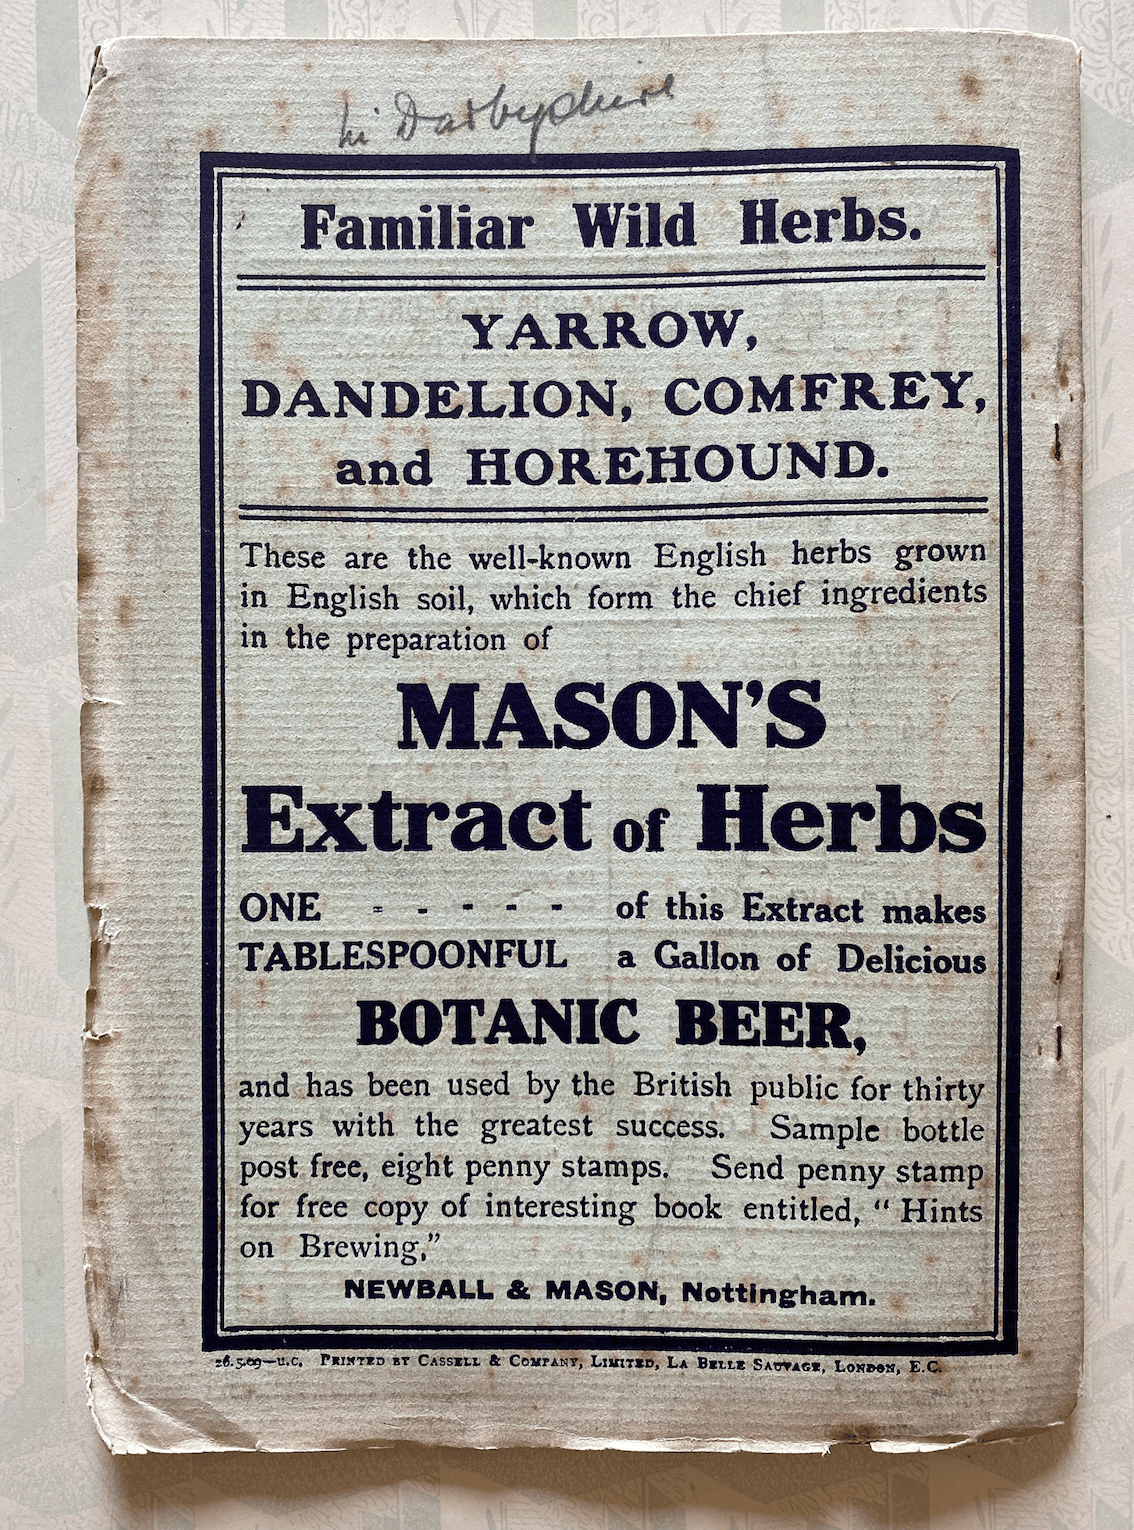 in Darbyshire
Familiar Wild Herbs.
YARROW,
DANDELION, COMFREY,
and HOREHOUND.
These are the well-known English herbs grown
in English soil, which form the chief ingredients
in the preparation of
MASON'S
Extract of Herbs
ONE - - - - - of this Extract makes
TABLESPOONFUL a Gallon of Delicious
BOTANIC BEER,
and has been used by the British public for thirty
years with the greatest success. Sample bottle
post free, eight penny stamps. Send penny stamp
for free copy of interesting book entitled, “ Hints
on Brewing,”
NEWBALL & MASON, Nottingham.
26.5.09—U.C. PRINTED BY CASSELL & COMPANY, LIMITED, LA BELLE SAUVAGE, LONDON, E.C.